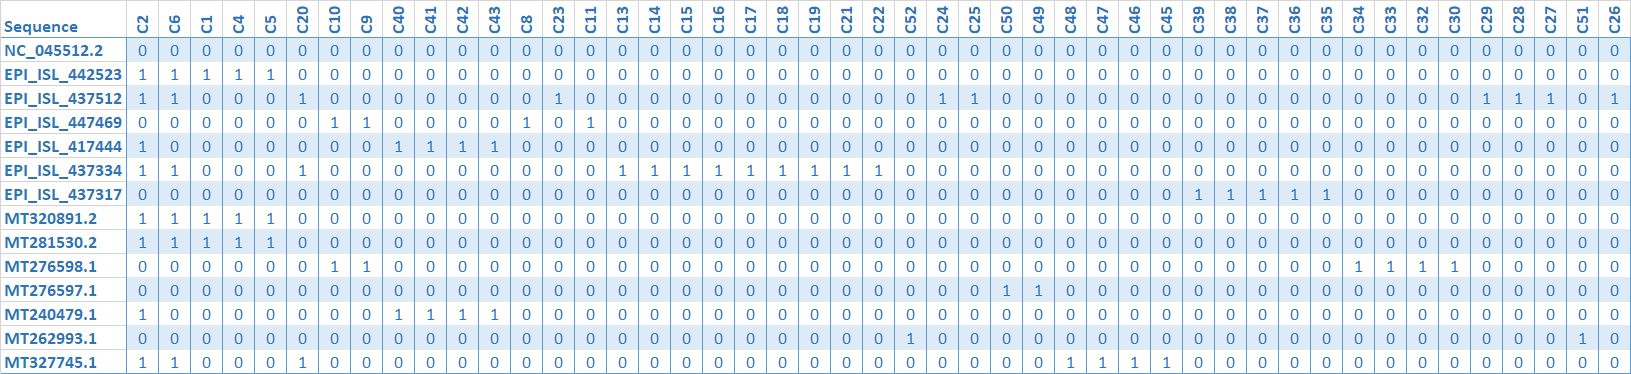 Sequence C2 C6 C1 C4 C5 C20 C10 C9 C40 C41 C42 C43 C8 C23 C11 C13 C14 C15 C16 C17 C18 C19 C21 C22 C52 C24 C25 C50 C49 C48 C47 C46 C45 C39 C38 C37 C36 C35 C34 C33 C32 C30 C29 C28 C27 C51 C26
NC_045512.2 0 0 0 0 0 0 0 0 0 0 0 0 0 0 0 0 0 0 0 0 0 0 0 0 0 0 0 0 0 0 0 0 0 0 0 0 0 0 0 0 0 0 0 0 0 0 0
EPI_ISL_442523 1 1 1 1 1 0 0 0 0 0 0 0 0 0 0 0 0 0 0 0 0 0 0 0 0 0 0 0 0 0 0 0 0 0 0 0 0 0 0 0 0 0 0 0 0 0 0
EPI_ISL_437512 1 1 0 0 0 1 0 0 0 0 0 0 0 1 0 0 0 0 0 0 0 0 0 0 0 1 1 0 0 0 0 0 0 0 0 0 0 0 0 0 0 0 1 1 1 0 1
EPI_ISL_447469 0 0 0 0 0 0 1 1 0 0 0 0 1 0 1 0 0 0 0 0 0 0 0 0 0 0 0 0 0 0 0 0 0 0 0 0 0 0 0 0 0 0 0 0 0 0 0
EPI_ISL_417444 1 0 0 0 0 0 0 0 1 1 1 1 0 0 0 0 0 0 0 0 0 0 0 0 0 0 0 0 0 0 0 0 0 0 0 0 0 0 0 0 0 0 0 0 0 0 0
EPI_ISL_437334 1 1 0 0 0 1 0 0 0 0 0 0 0 0 0 1 1 1 1 1 1 1 1 1 0 0 0 0 0 0 0 0 0 0 0 0 0 0 0 0 0 0 0 0 0 0 0
EPI_ISL_437317 0 0 0 0 0 0 0 0 0 0 0 0 0 0 0 0 0 0 0 0 0 0 0 0 0 0 0 0 0 0 0 0 0 1 1 1 1 1 0 0 0 0 0 0 0 0 0
MT320891.2 1 1 1 1 1 0 0 0 0 0 0 0 0 0 0 0 0 0 0 0 0 0 0 0 0 0 0 0 0 0 0 0 0 0 0 0 0 0 0 0 0 0 0 0 0 0 0
MT281530.2 1 1 1 1 1 0 0 0 0 0 0 0 0 0 0 0 0 0 0 0 0 0 0 0 0 0 0 0 0 0 0 0 0 0 0 0 0 0 0 0 0 0 0 0 0 0 0
MT276598.1 0 0 0 0 0 0 1 1 0 0 0 0 0 0 0 0 0 0 0 0 0 0 0 0 0 0 0 0 0 0 0 0 0 0 0 0 0 0 1 1 1 1 0 0 0 0 0
MT276597.1 0 0 0 0 0 0 0 0 0 0 0 0 0 0 0 0 0 0 0 0 0 0 0 0 0 0 0 1 1 0 0 0 0 0 0 0 0 0 0 0 0 0 0 0 0 0 0
MT240479.1 1 0 0 0 0 0 0 0 1 1 1 1 0 0 0 0 0 0 0 0 0 0 0 0 0 0 0 0 0 0 0 0 0 0 0 0 0 0 0 0 0 0 0 0 0 0 0
MT262993.1 0 0 0 0 0 0 0 0 0 0 0 0 0 0 0 0 0 0 0 0 0 0 0 0 1 0 0 0 0 0 0 0 0 0 0 0 0 0 0 0 0 0 0 0 0 1 0
MT327745.1 1 1 0 0 0 1 0 0 0 0 0 0 0 0 0 0 0 0 0 0 0 0 0 0 0 0 0 0 0 1 1 1 1 0 0 0 0 0 0 0 0 0 0 0 0 0 0